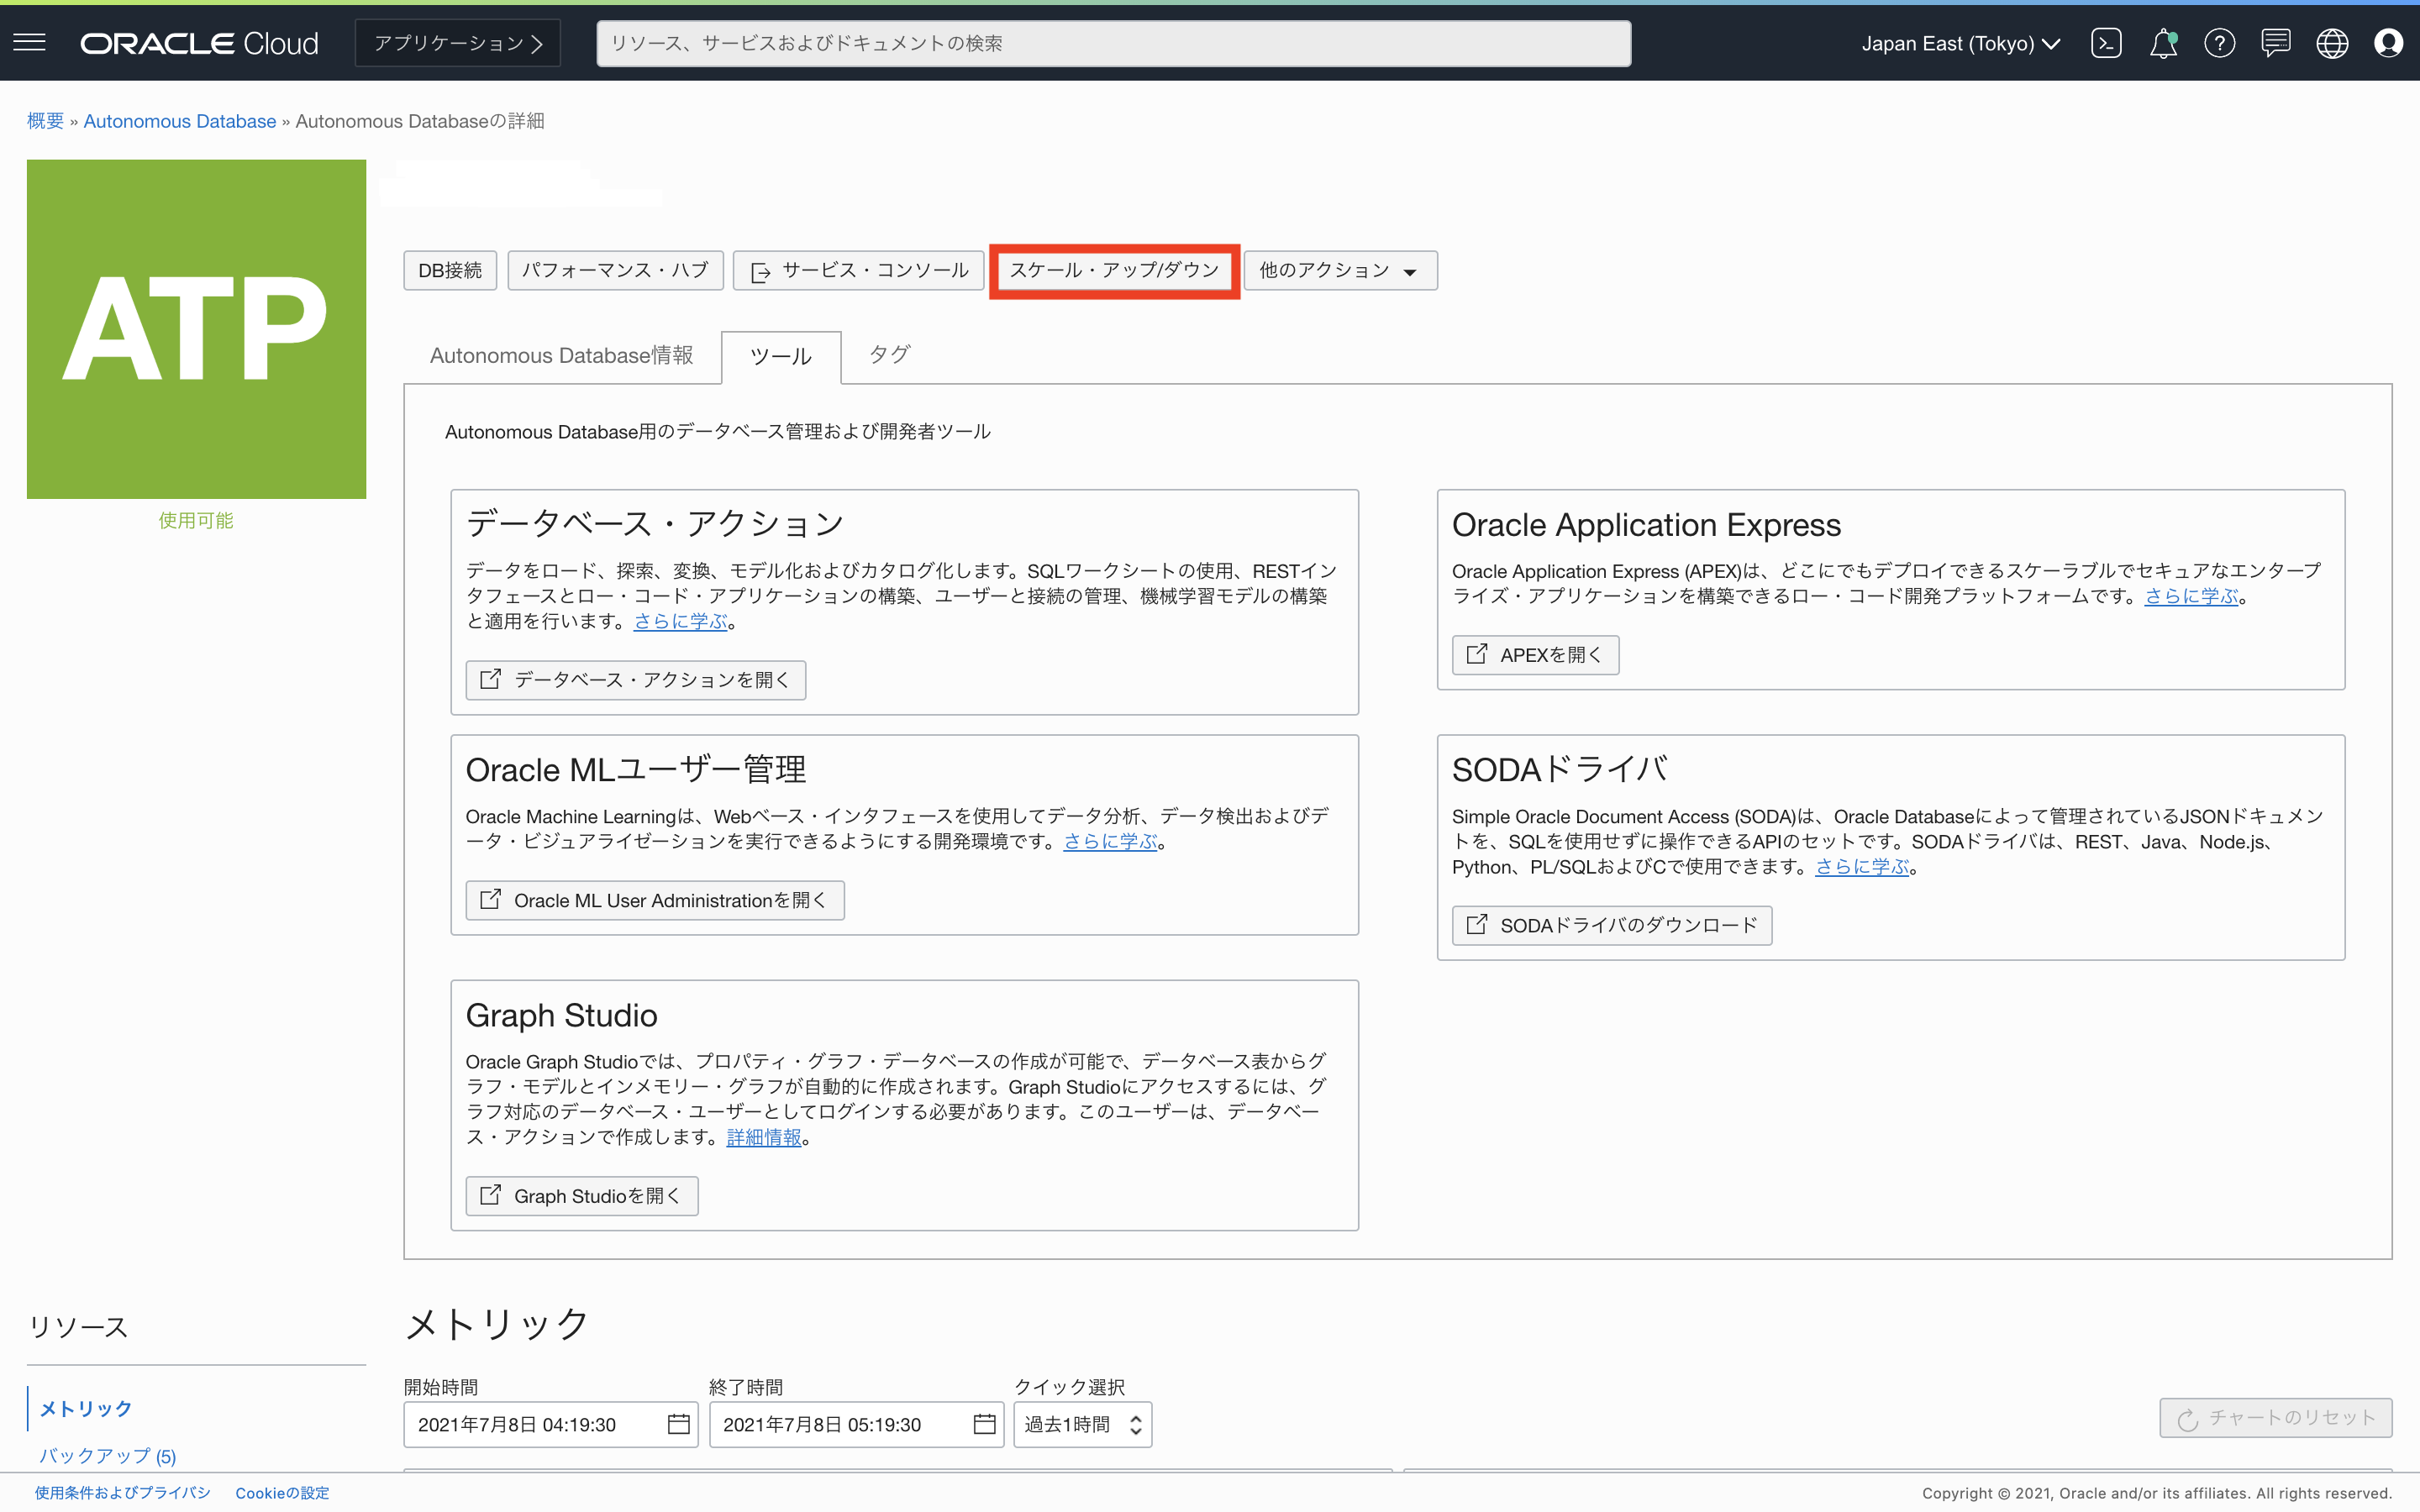 ORACLE Cloud
アプリケーション
リソース、サービスおよびドキュメントの検索
Japan East (Tokyo)
概要 » Autonomous Database » Autonomous Databaseの詳細
ATP
使用可能
DB接続
パフォーマンス・ハブ
サービス・コンソール
スケール・アップ/ダウン
他のアクション
Autonomous Database情報
ツール
タグ
Autonomous Database用のデータベース管理および開発者ツール
データベース・アクション
データをロード、探索、変換、モデル化およびカタログ化します。SQLワークシートの使用、RESTイン
タフェースとロー・コード・アプリケーションの構築、ユーザーと接続の管理、機械学習モデルの構築
と適用を行います。さらに学ぶ。
データベース・アクションを開く
Oracle Application Express
Oracle Application Express (APEX)は、どこにでもデプロイできるスケーラブルでセキュアなエンタープ
ライズ・アプリケーションを構築できるロー・コード開発プラットフォームです。さらに学ぶ。
APEXを開く
Oracle MLユーザー管理
Oracle Machine Learningは、Webベース・インタフェースを使用してデータ分析、データ検出およびデ
ータ・ビジュアライゼーションを実行できるようにする開発環境です。さらに学ぶ。
Oracle ML User Administrationを開く
SODAドライバ
Simple Oracle Document Access (SODA)は、Oracle Databaseによって管理されているJSONドキュメン
トを、SQLを使用せずに操作できるAPIのセットです。SODAドライバは、REST、Java、Node.js、
Python、PL/SQLおよびCで使用できます。さらに学ぶ。
SODAドライバのダウンロード
Graph Studio
Oracle Graph Studioでは、プロパティ・グラフ・データベースの作成が可能で、データベース表からグ
ラフ・モデルとインメモリー・グラフが自動的に作成されます。Graph Studioにアクセスするには、グ
ラフ対応のデータベース・ユーザーとしてログインする必要があります。このユーザーは、データベー
ス・アクションで作成します。詳細情報。
Graph Studioを開く
リソース
メトリック
バックアップ (5)
メトリック
開始時間
終了時間
クイック選択
2021年7月8日 04:19:30
2021年7月8日 05:19:30
過去1時間
チャートのリセット
使用条件およびプライバシ
Cookieの設定
Copyright © 2021, Oracle and/or its affiliates. All rights reserved.